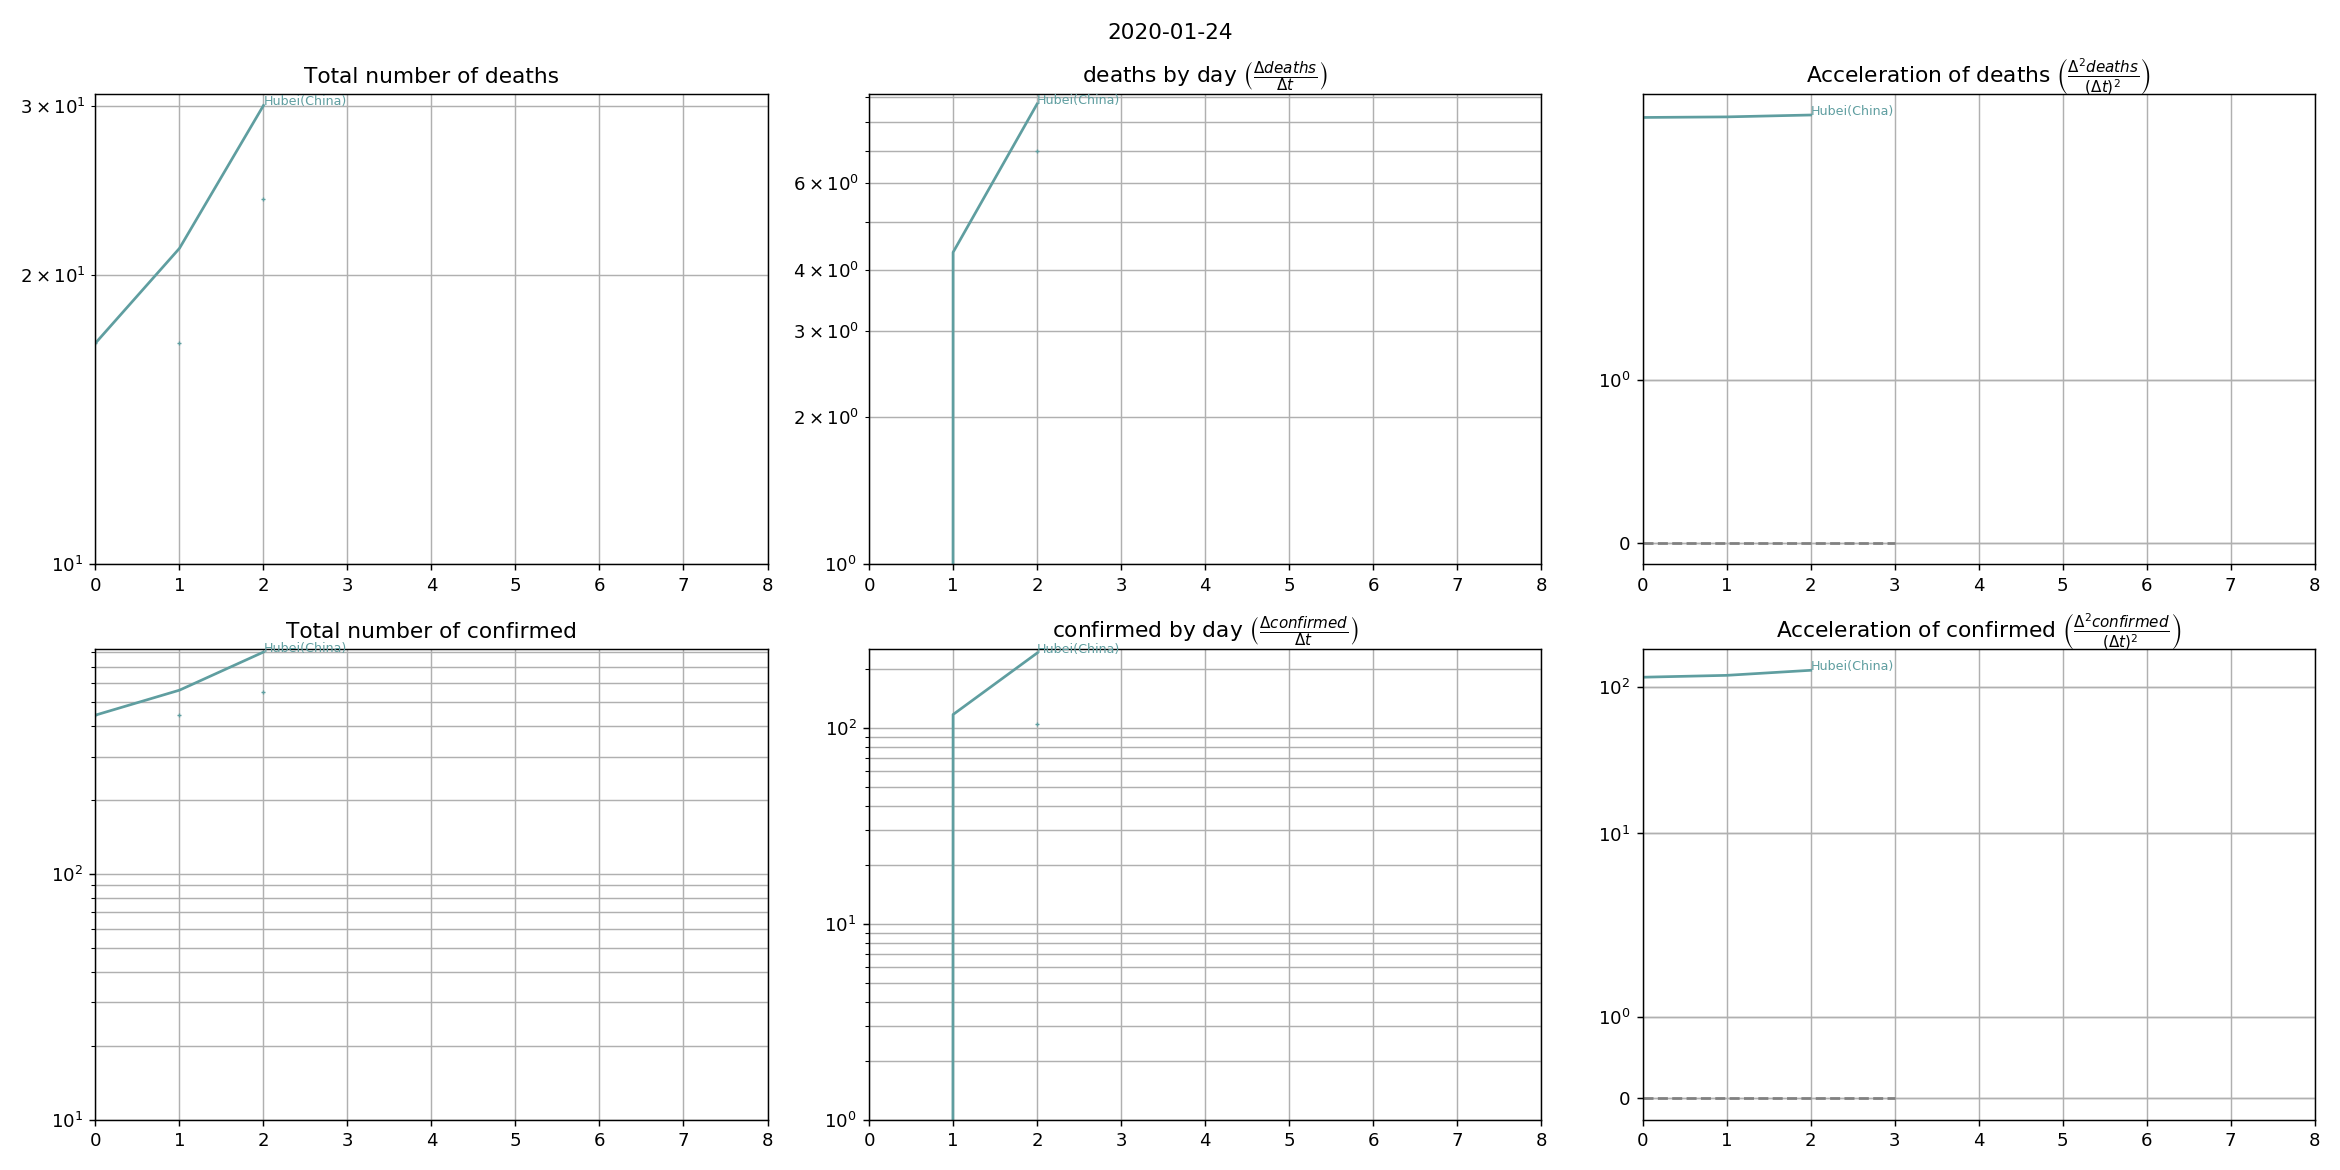 2020-01-24
Total number of deaths
deaths by day (Δdeaths/Δt)
Acceleration of deaths (Δ²deaths/(Δt)²)
3 × 10¹
2 × 10¹
10¹
Hubei(China)
0 1 2 3 4 5 6 7 8
6 × 10⁰
4 × 10⁰
3 × 10⁰
2 × 10⁰
10⁰
Hubei(China)
0 1 2 3 4 5 6 7 8
10⁰
0
Hubei(China)
0 1 2 3 4 5 6 7 8
Total number of confirmed
confirmed by day (Δconfirmed/Δt)
Acceleration of confirmed (Δ²confirmed/(Δt)²)
10²
10¹
Hubei(China)
0 1 2 3 4 5 6 7 8
10²
10¹
10⁰
Hubei(China)
0 1 2 3 4 5 6 7 8
10²
10¹
10⁰
0
Hubei(China)
0 1 2 3 4 5 6 7 8